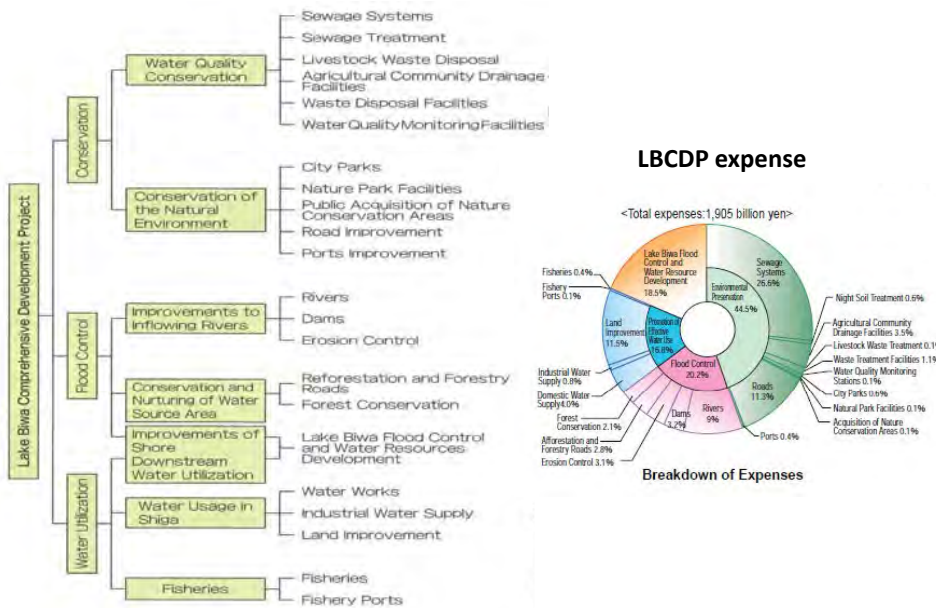 Lake Biwa Comprehensive Development Project
Conservation
Water Quality
Conservation
Sewage Systems
Sewage Treatment
Livestock Waste Disposal
Agricultural Community Drainage
Facilities
Waste Disposal Facilities
Water Quality Monitoring Facilities
Conservation of
the Natural
Environment
City Parks
Nature Park Facilities
Public Acquisition of Nature
Conservation Areas
Road Improvement
Ports Improvement
Flood Control
Improvements to
Inflowing Rivers
Rivers
Dams
Erosion Control
Conservation and
Nurturing of Water
Source Area
Reforestation and Forestry
Roads
Forest Conservation
Improvements of
Shore
Downstream
Water Utilization
Lake Biwa Flood Control
and Water Resources
Development
Water Utilization
Water Usage in
Shiga
Water Works
Industrial Water Supply
Land Improvement
Fisheries
Fisheries
Fishery Ports
LBCDP expense
<Total expenses:1,905 billion yen>
Lake Biwa Flood
Control and
Water Resource
Development
18.5%
Environmental
Preservation
44.5%
Sewage
Systems
26.6%
Night Soil Treatment 0.6%
Agricultural Community
Drainage Facilities 3.5%
Livestock Waste Treatment 0.1%
Waste Treatment Facilities 1.1%
Water Quality Monitoring
Stations 0.1%
City Parks 0.6%
Natural Park Facilities 0.1%
Acquisition of Nature
Conservation Areas 0.1%
Roads
11.3%
Ports 0.4%
Flood Control
20.2%
Rivers
9%
Dams
3.2%
Erosion Control 3.1%
Afforestation and
Forestry Roads 2.8%
Forest
Conservation 2.1%
Promotion of
Effective
Water Use
16.8%
Domestic Water
Supply4.0%
Industrial Water
Supply 0.8%
Land
Improvement
11.5%
Fishery
Ports 0.1%
Fisheries 0.4%
Breakdown of Expenses